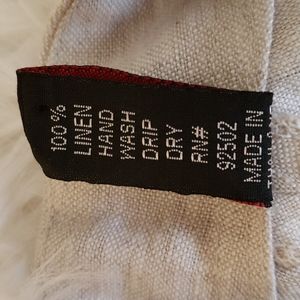 100%
LINEN
HAND
WASH
DRIP
DRY
RN#
92502
MADE IN